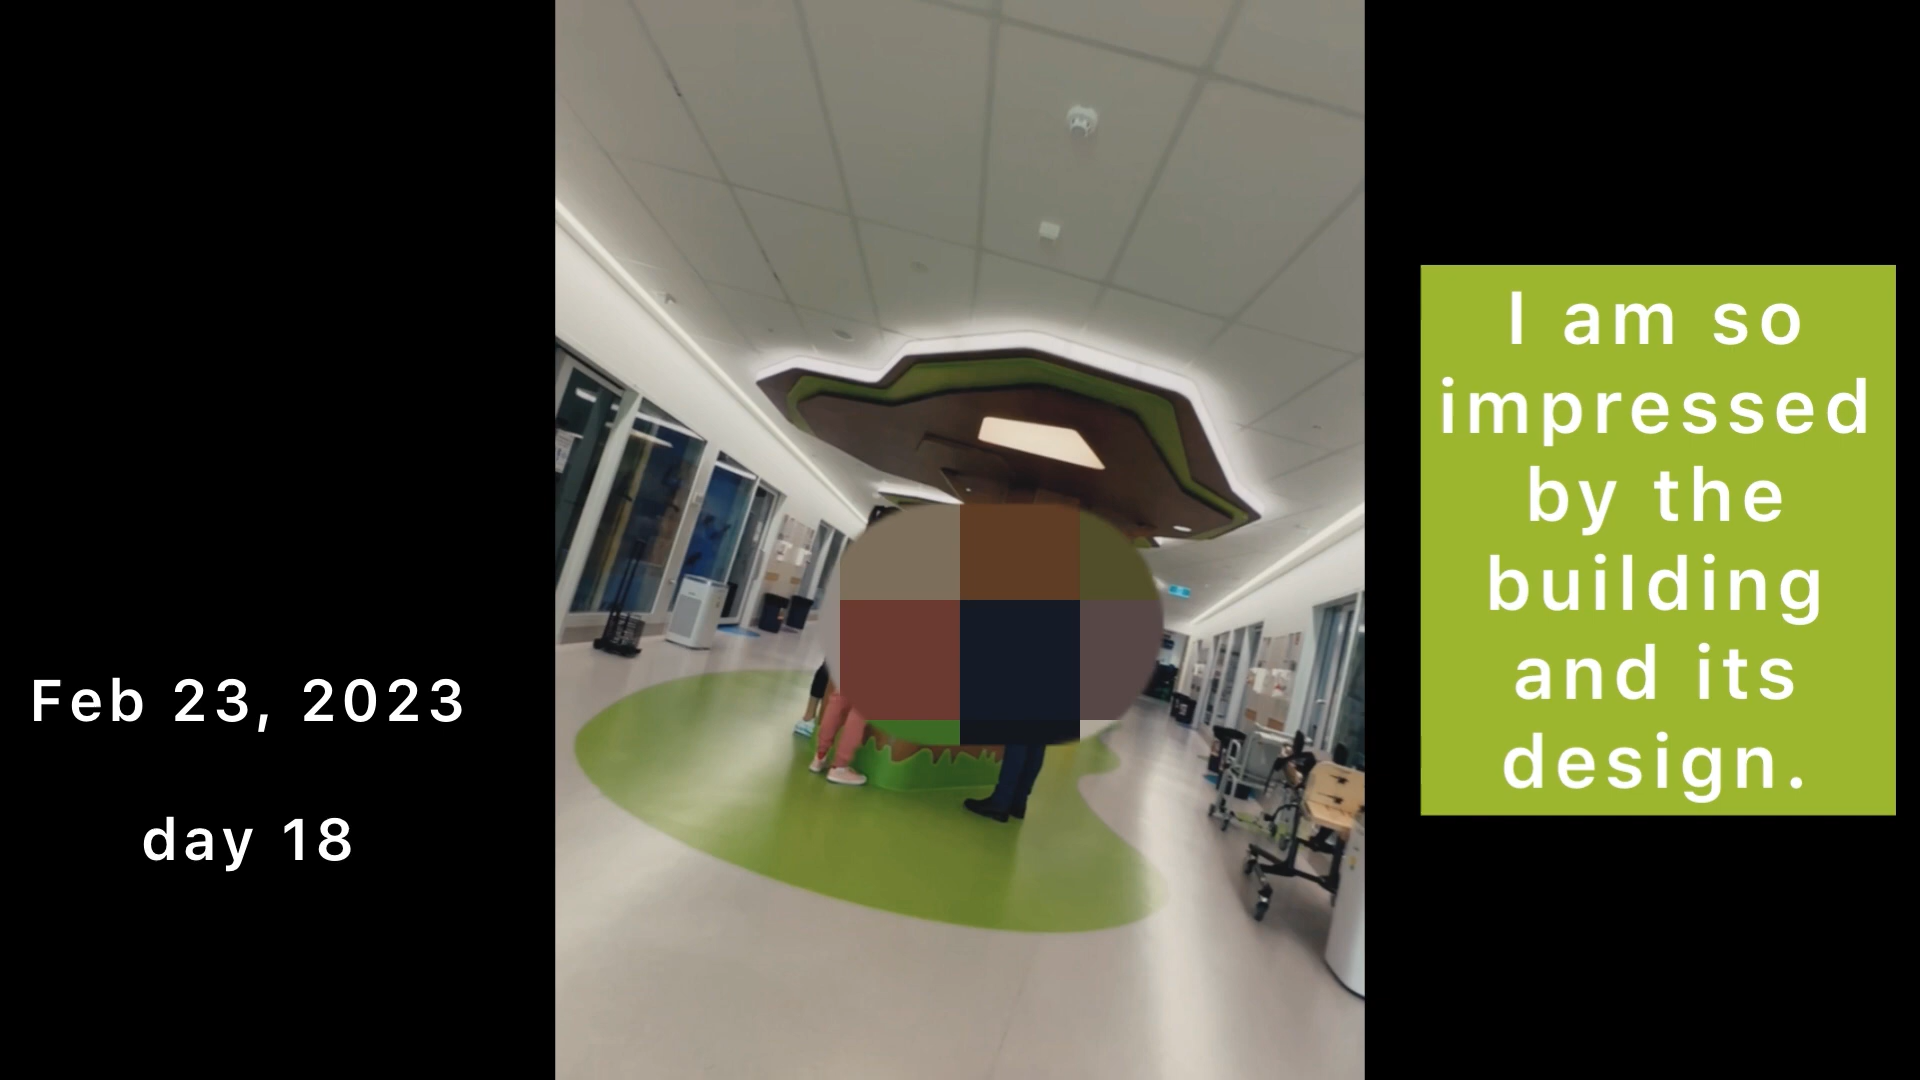 Feb 23, 2023
day 18
I am so
impressed
by the
building
and its
design.